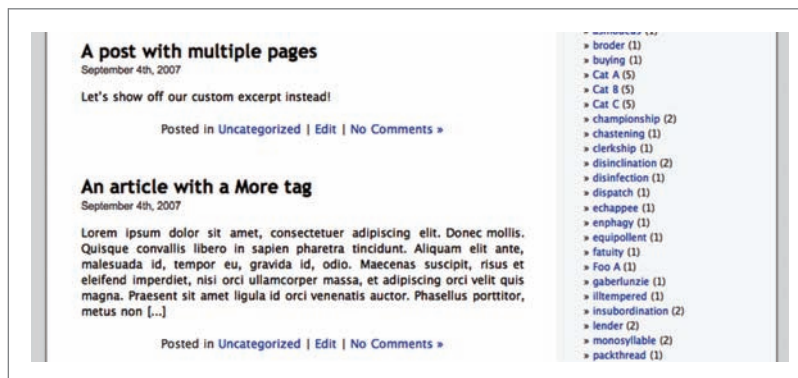 A post with multiple pages
September 4th, 2007
Let's show off our custom excerpt instead!
Posted in Uncategorized | Edit | No Comments »
An article with a More tag
September 4th, 2007
Lorem ipsum dolor sit amet, consectetuer adipiscing elit. Donec mollis.
Quisque convallis libero in sapien pharetra tincidunt. Aliquam elit ante,
malesuada id, tempor eu, gravida id, odio. Maecenas suscipit, risus et
eleifend imperdiet, nisi orci ullamcorper massa, et adipiscing orci velit quis
magna. Praesent sit amet ligula id orci venenatis auctor. Phasellus porttitor,
metus non [...]
Posted in Uncategorized | Edit | No Comments »
» broder (1)
» buying (1)
» Cat A (5)
» Cat B (5)
» Cat C (5)
» championship (2)
» chastening (1)
» clerkship (1)
» disinclination (2)
» disinfection (1)
» dispatch (1)
» echappee (1)
» enphagy (1)
» equipollent (1)
» fatuity (1)
» Foo A (1)
» gaberlunzie (1)
» illtempered (1)
» insubordination (2)
» lender (2)
» monosyllable (2)
» packthread (1)